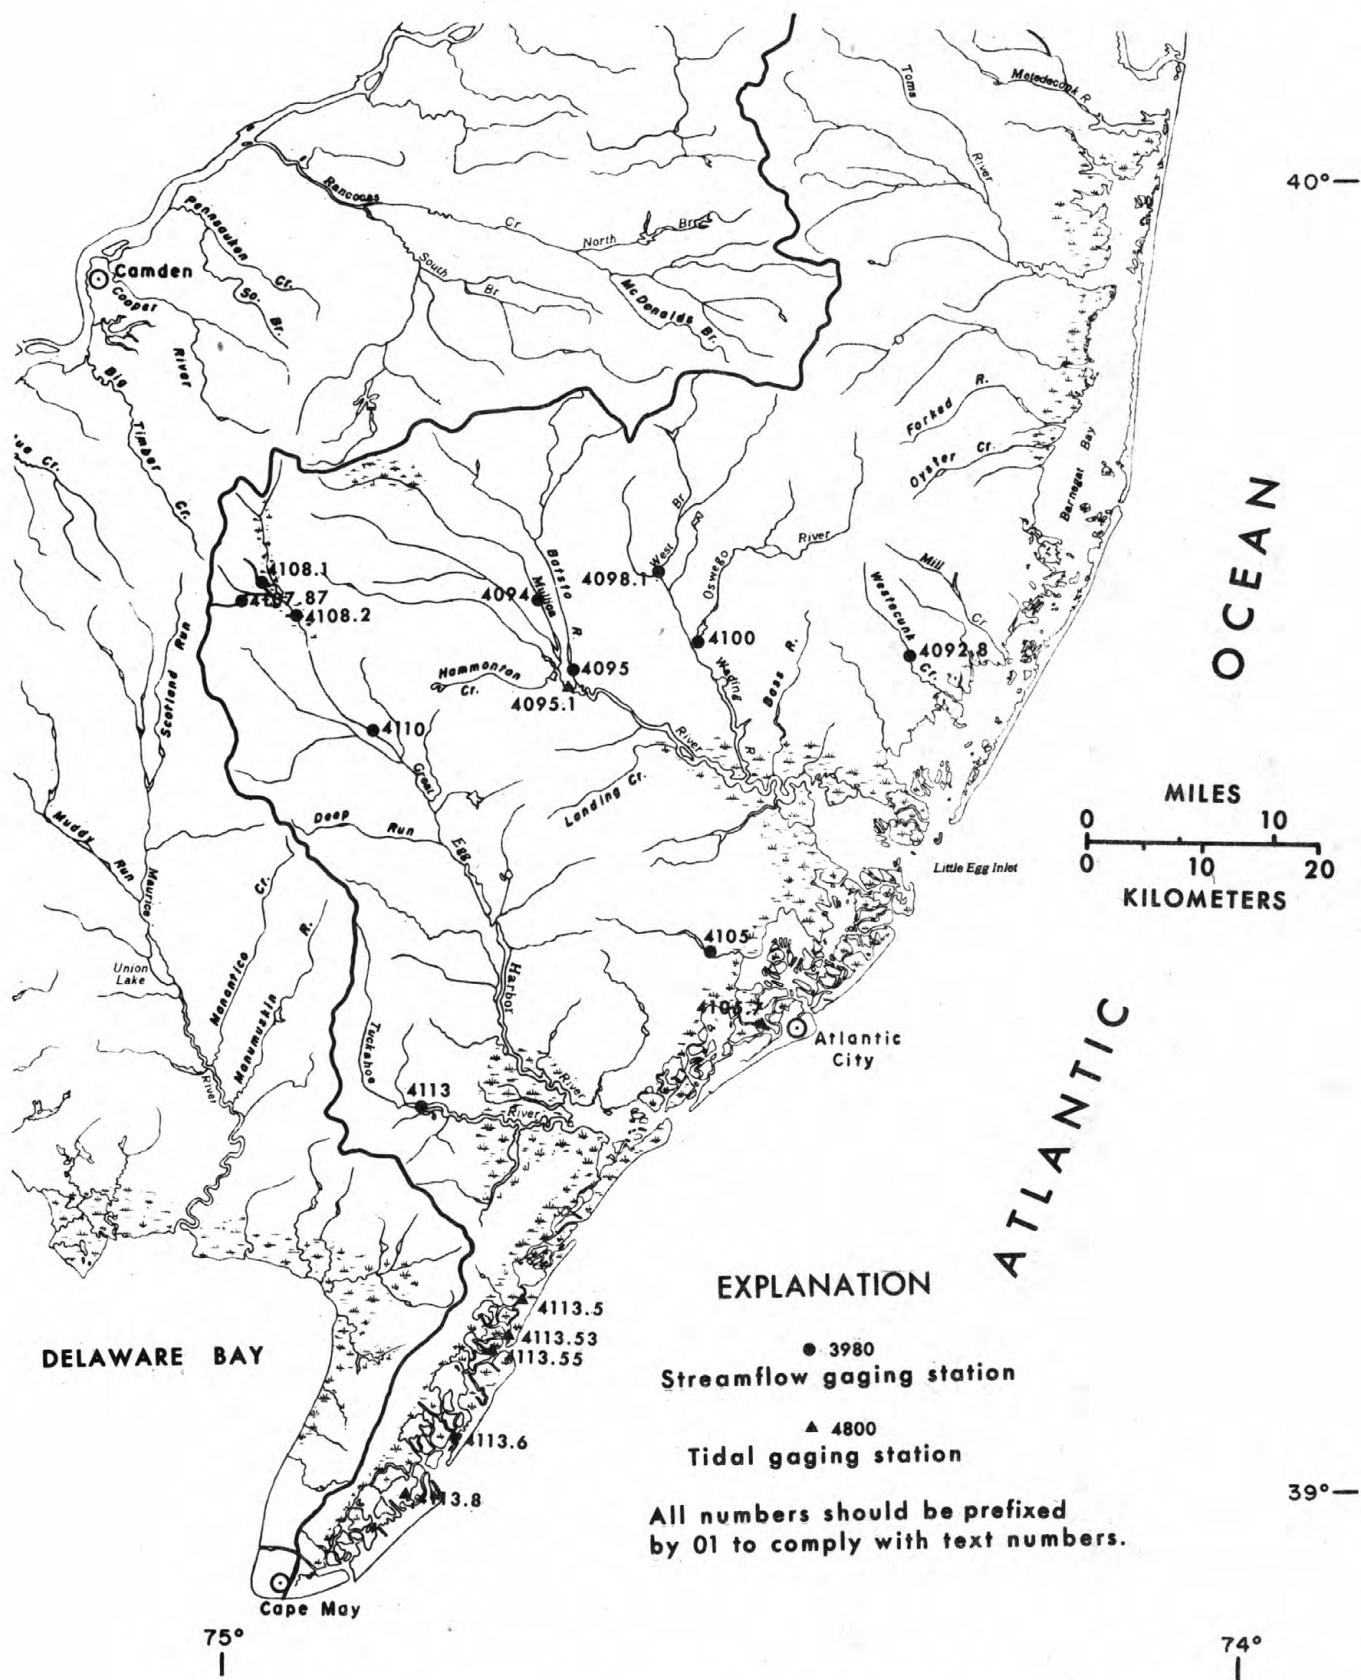 Toms
River
Metedeconk R
40°
Rancocas
Cr
North
Br
Pennsauken
Cr.
So.
Br.
South
Br
McDonalds Br.
Camden
Cooper
River
Big
Timber
Cr.
Forked
R.
Oyster
Cr.
Barnegat Bay
ATLANTIC OCEAN
Batsto
R.
Mullica
West
Br
Oswego
River
Mill
Cr
Westecunk
Cr.
4108.1
4108.2
4094
4098.1
4100
4092.8
4095
4095.1
4110
Scotland
Run
Hammonton
Cr.
Wading
R
Bass
R.
River
Great
Egg
Harbor
River
Landing Cr.
Deep
Run
Muddy
Run
Maurice
River
MILES
0 10
0 10 20
KILOMETERS
Little Egg Inlet
Union
Lake
Manantico
Cr.
Manumuskin
R.
4105
Atlantic
City
Tuckahoe
River
4113
4113.5
4113.53
4113.55
4113.6
4113.8
DELAWARE BAY
EXPLANATION
3980
Streamflow gaging station
4800
Tidal gaging station
All numbers should be prefixed
by 01 to comply with text numbers.
39°
Cape May
75°
74°